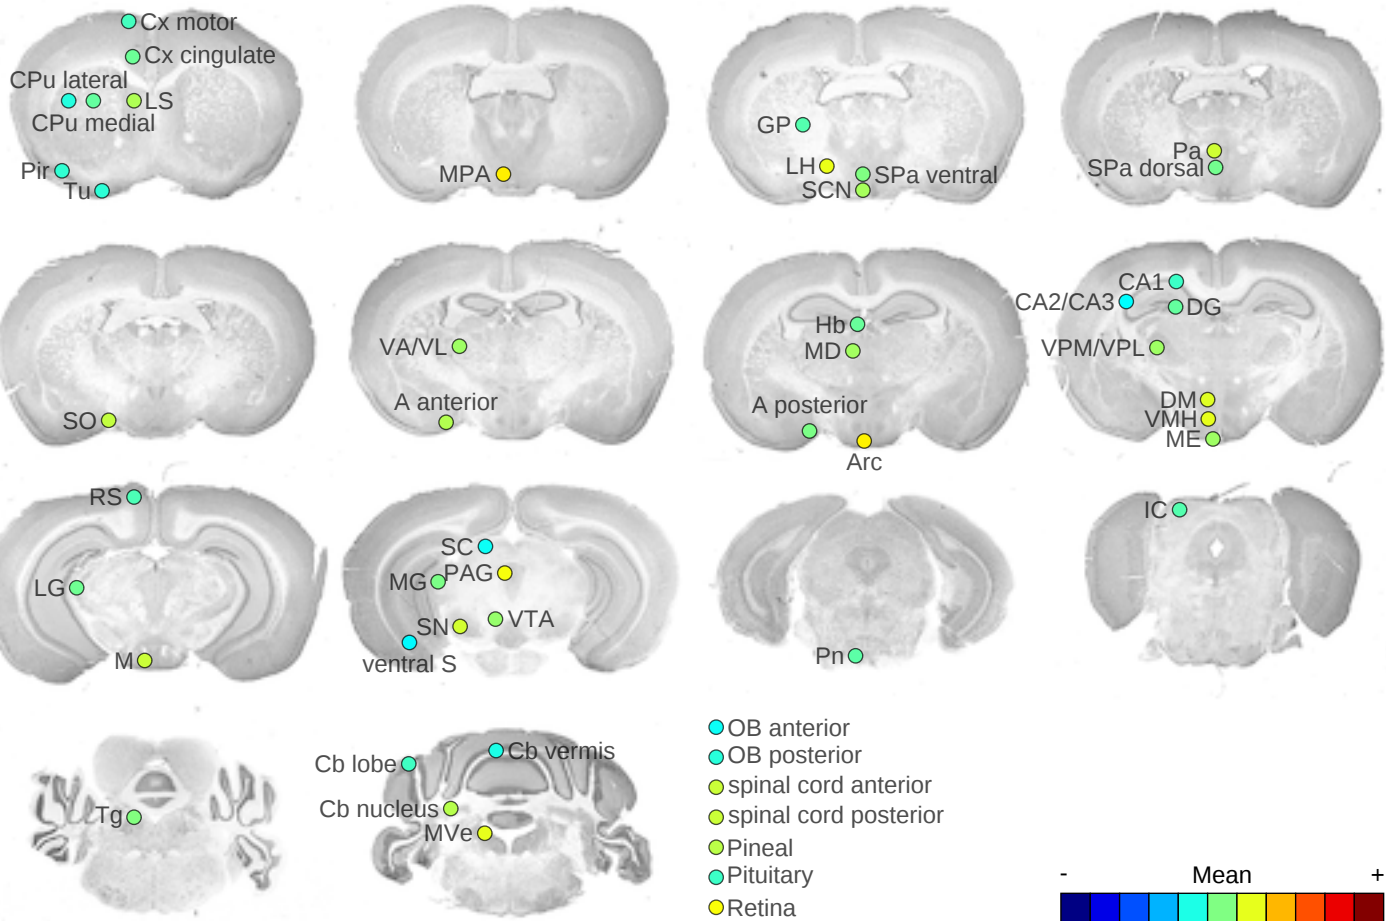 Cx motor
Cx cingulate
CPu lateral
LS
CPu medial
Pir
Tu
MPA
GP
LH
SPa ventral
SCN
Pa
SPa dorsal
SO
VA/VL
A anterior
Hb
MD
A posterior
Arc
CA1
CA2/CA3
DG
VPM/VPL
DM
VMH
ME
RS
LG
M
SC
PAG
MG
VTA
SN
ventral S
Pn
IC
Tg
Cb vermis
Cb lobe
Cb nucleus
MVe
OB anterior
OB posterior
spinal cord anterior
spinal cord posterior
Pineal
Pituitary
Retina
- Mean +